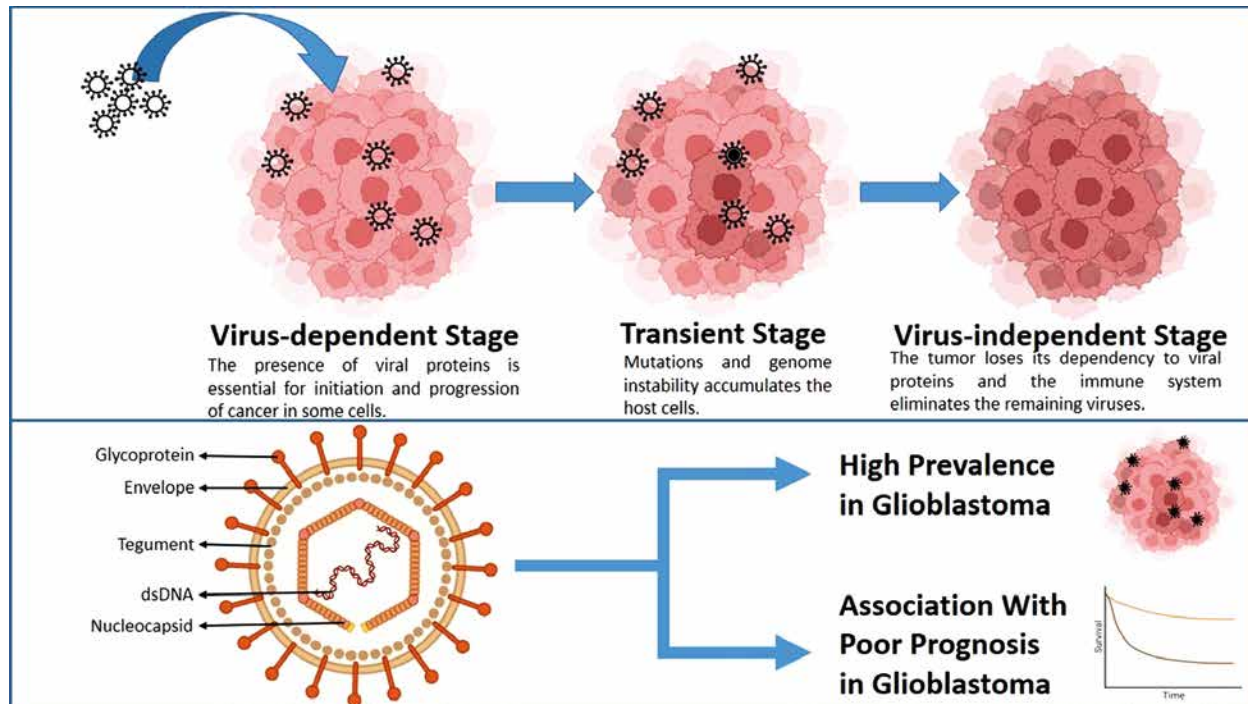 Virus-dependent Stage
The presence of viral proteins is
essential for initiation and progression
of cancer in some cells.
Transient Stage
Mutations and genome
instability accumulates the
host cells.
Virus-independent Stage
The tumor loses its dependency to viral
proteins and the immune system
eliminates the remaining viruses.
Glycoprotein
Envelope
Tegument
dsDNA
Nucleocapsid
High Prevalence
in Glioblastoma
Association With
Poor Prognosis
in Glioblastoma
Survival
Time